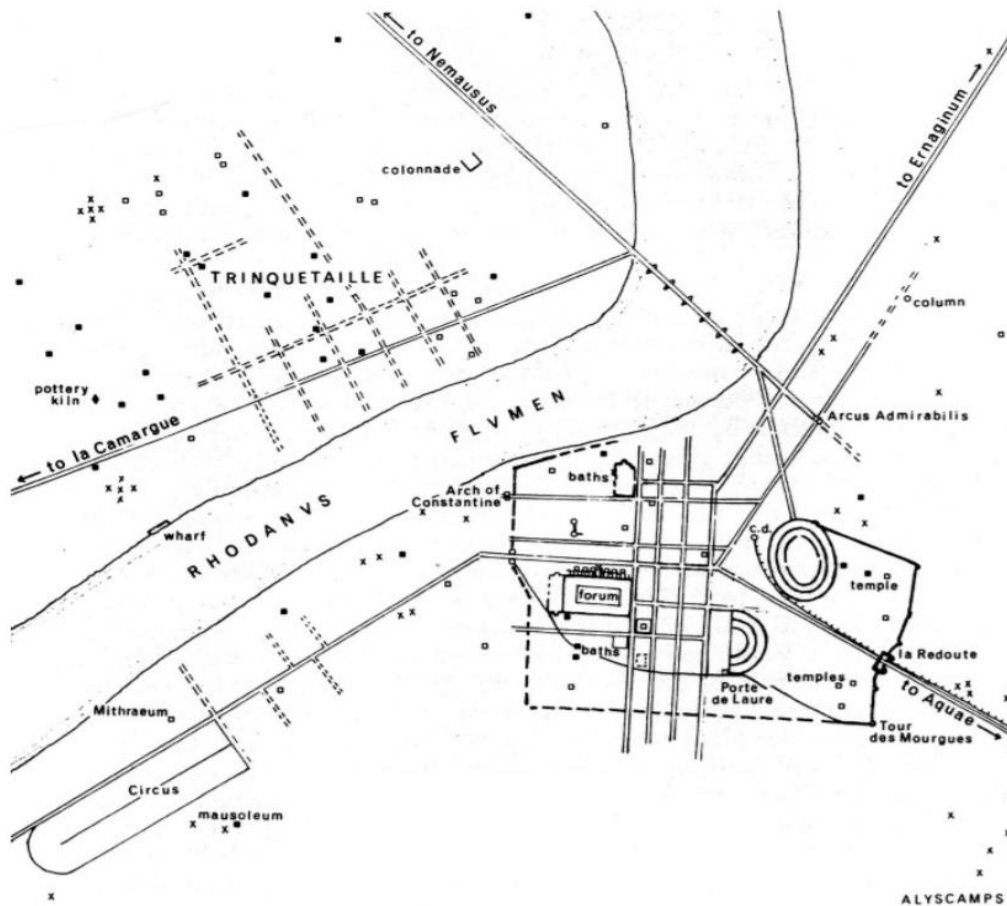 to Nemausus
to Ernaginum
colonnade
TRINQUETAILLE
column
pottery
kiln
to la Camargue
FLVMEN
RHODANVS
Arcus Admirabilis
baths
Arch of
Constantine
wharf
c.d.
temple
forum
la Redoute
baths
temples
Porte
de Laure
to Aquae
Tour
des Mourgues
Mithraeum
Circus
mausoleum
ALYSCAMPS